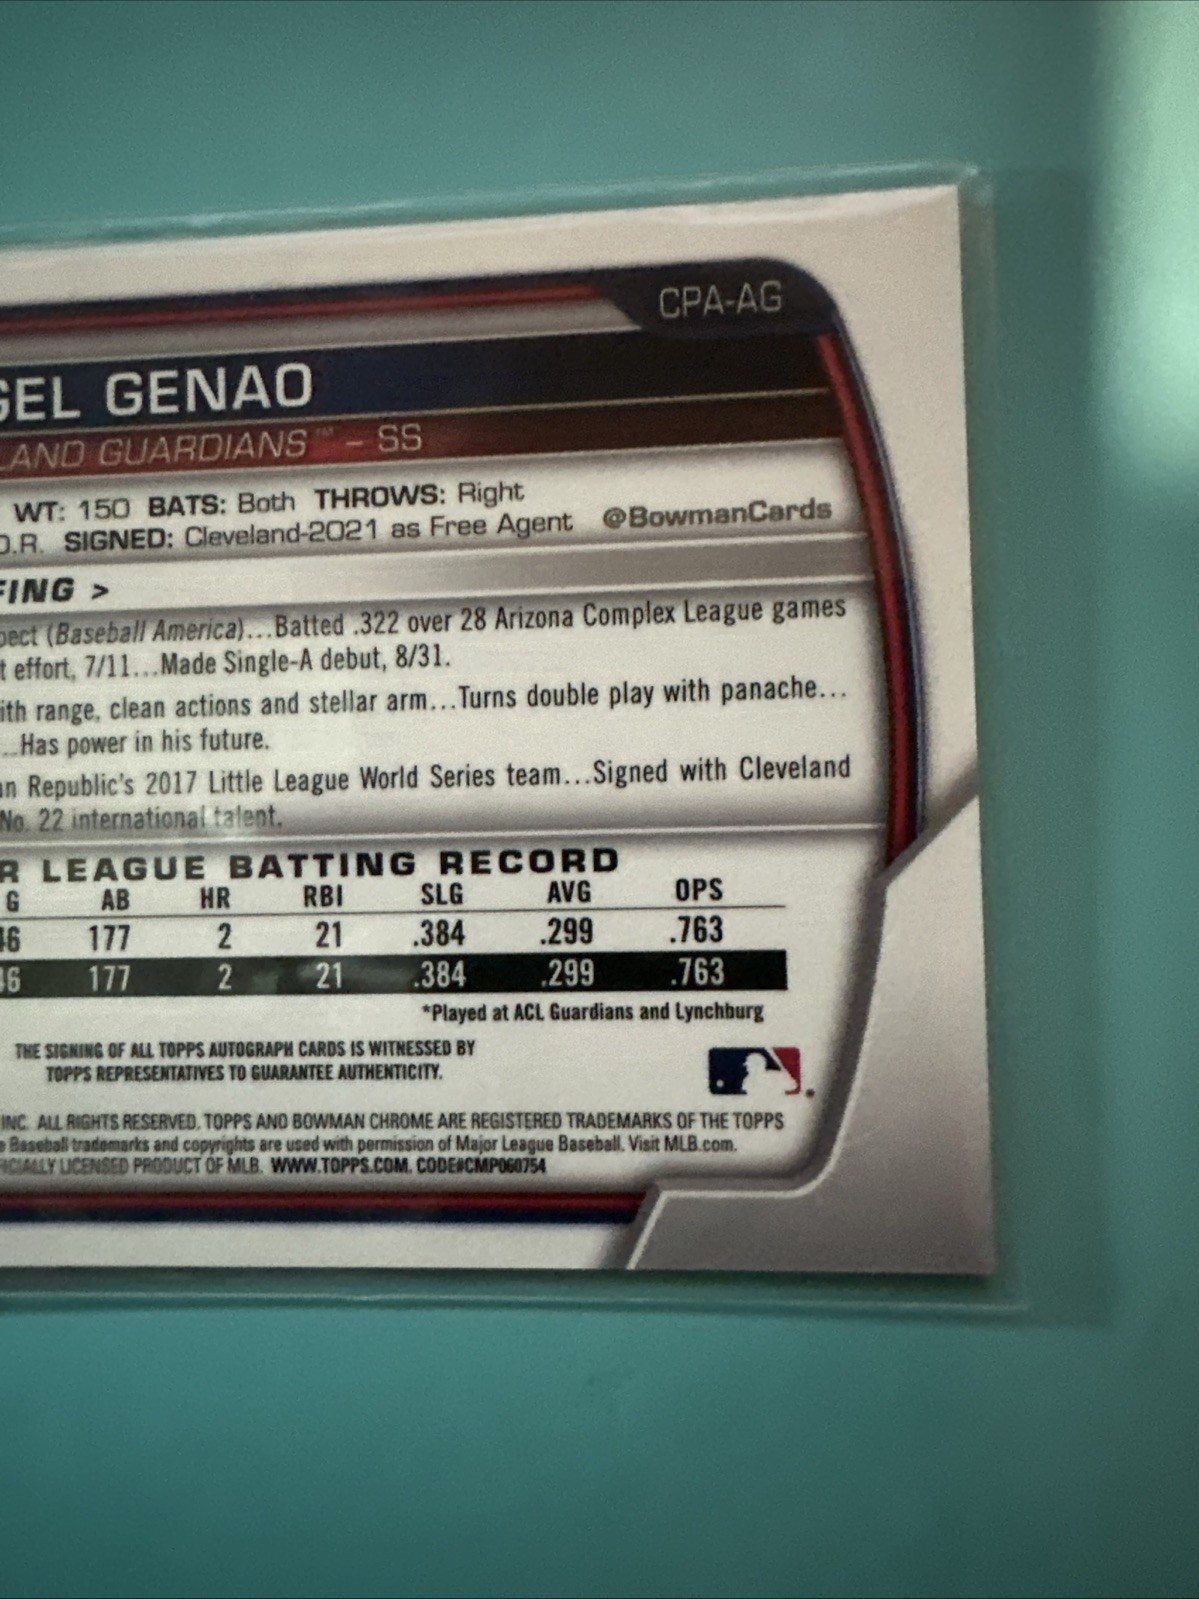 CPA-AG
GEL GENAO
LAND GUARDIANS™ - SS
WT: 150 BATS: Both THROWS: Right
D.R. SIGNED: Cleveland-2021 as Free Agent @BowmanCards
FING >
pect (Baseball America)...Batted .322 over 28 Arizona Complex League games
t effort, 7/11...Made Single-A debut, 8/31.
ith range, clean actions and stellar arm...Turns double play with panache...
...Has power in his future.
an Republic's 2017 Little League World Series team...Signed with Cleveland
No. 22 international talent.
R LEAGUE BATTING RECORD
G AB HR RBI SLG AVG OPS
46 177 2 21 .384 .299 .763
46 177 2 21 .384 .299 .763
*Played at ACL Guardians and Lynchburg
THE SIGNING OF ALL TOPPS AUTOGRAPH CARDS IS WITNESSED BY
TOPPS REPRESENTATIVES TO GUARANTEE AUTHENTICITY.
INC. ALL RIGHTS RESERVED. TOPPS AND BOWMAN CHROME ARE REGISTERED TRADEMARKS OF THE TOPPS
e Baseball trademarks and copyrights are used with permission of Major League Baseball. Visit MLB.com.
ICIALLY LICENSED PRODUCT OF MLB. WWW.TOPPS.COM. CODE#CMP060754